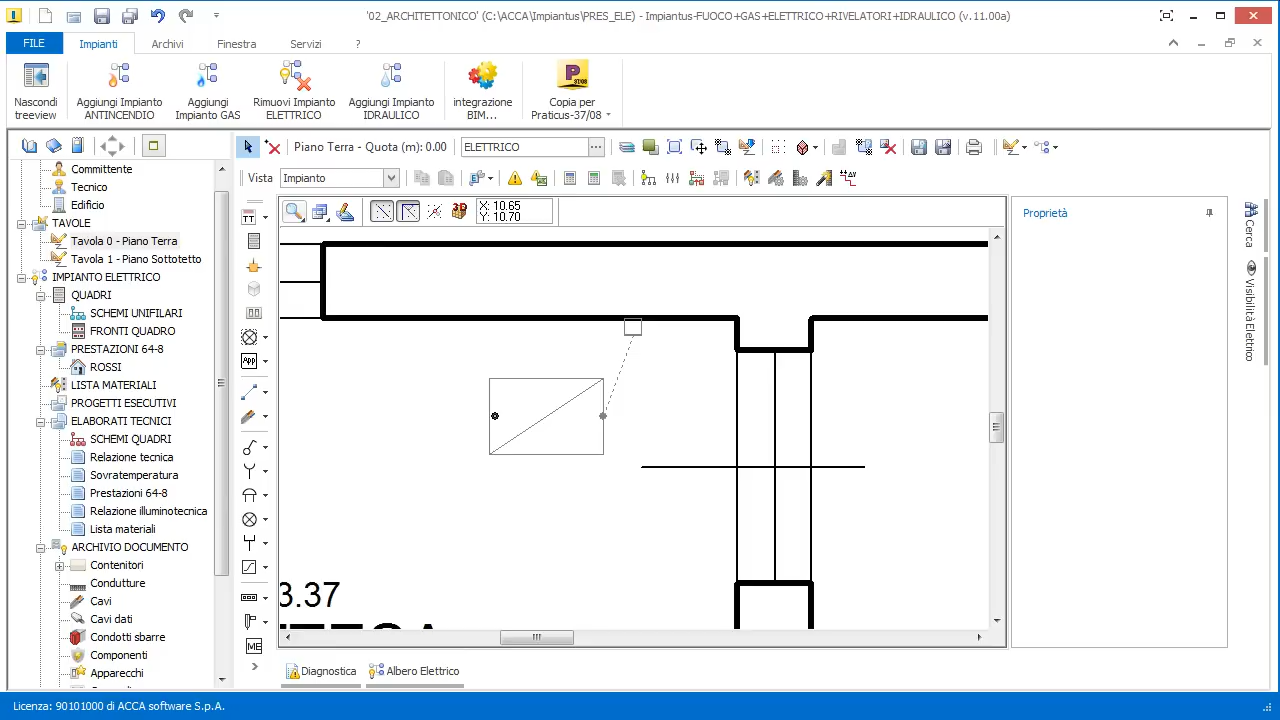 '02_ARCHITETTONICO' (C:\ACCA\Impiantus\PRES_ELE) - Impiantus-FUOCO+GAS+ELETTRICO+RIVELATORI+IDRAULICO (v.11.00a)
FILE Impianti Archivi Finestra Servizi ?
Nascondi treeview
Aggiungi Impianto ANTINCENDIO
Aggiungi Impianto GAS
Rimuovi Impianto ELETTRICO
Aggiungi Impianto IDRAULICO
integrazione BIM...
Copia per Praticus-37/08
Piano Terra - Quota (m): 0.00 ELETTRICO
Vista Impianto
X: 10.65
Y: 10.70
Committente
Tecnico
Edificio
TAVOLE
Tavola 0 - Piano Terra
Tavola 1 - Piano Sottotetto
IMPIANTO ELETTRICO
QUADRI
SCHEMI UNIFILARI
FRONTI QUADRO
PRESTAZIONI 64-8
ROSSI
LISTA MATERIALI
PROGETTI ESECUTIVI
ELABORATI TECNICI
SCHEMI QUADRI
Relazione tecnica
Sovratemperatura
Prestazioni 64-8
Relazione illuminotecnica
Lista materiali
ARCHIVIO DOCUMENTO
Contenitori
Condutture
Cavi
Cavi dati
Condotti sbarre
Componenti
Apparecchi
TT
App
ME
3D
3.37
Proprietà
Cerca
Visibilità Elettrico
Diagnostica
Albero Elettrico
Licenza: 90101000 di ACCA software S.p.A.